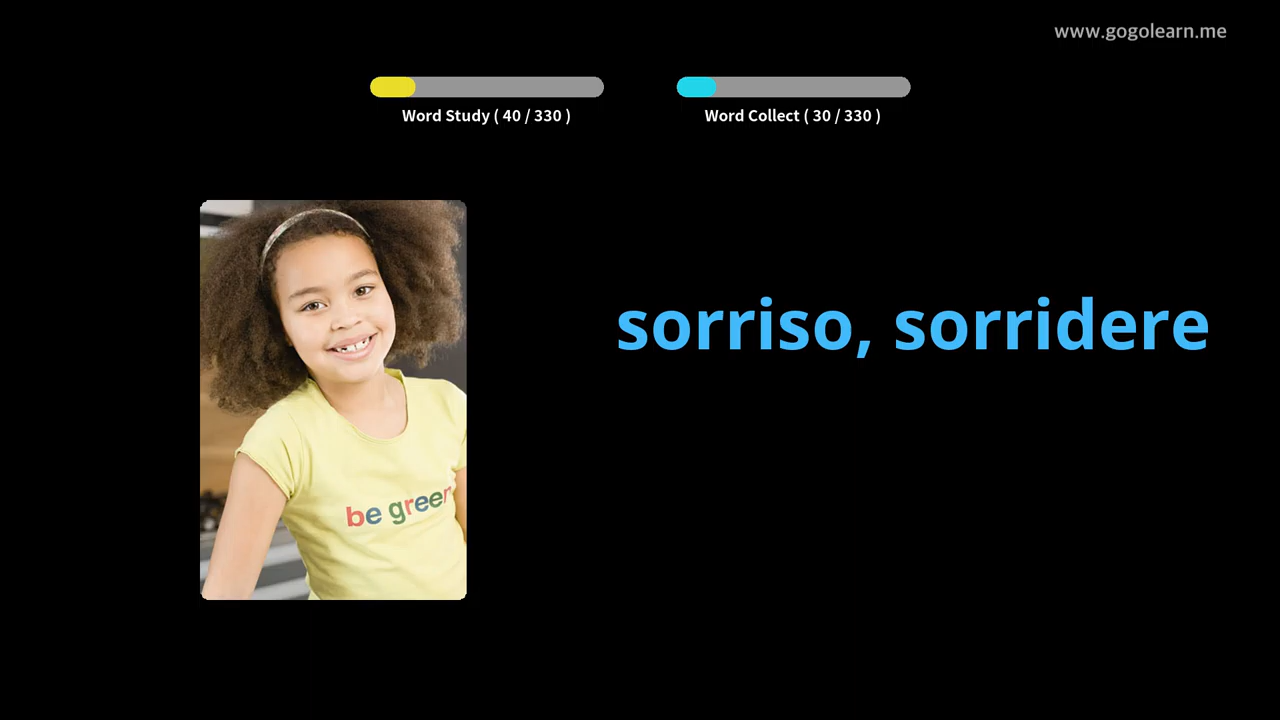 www.gogolearn.me
Word Study ( 40 / 330 )
Word Collect ( 30 / 330 )
sorriso, sorridere
be green